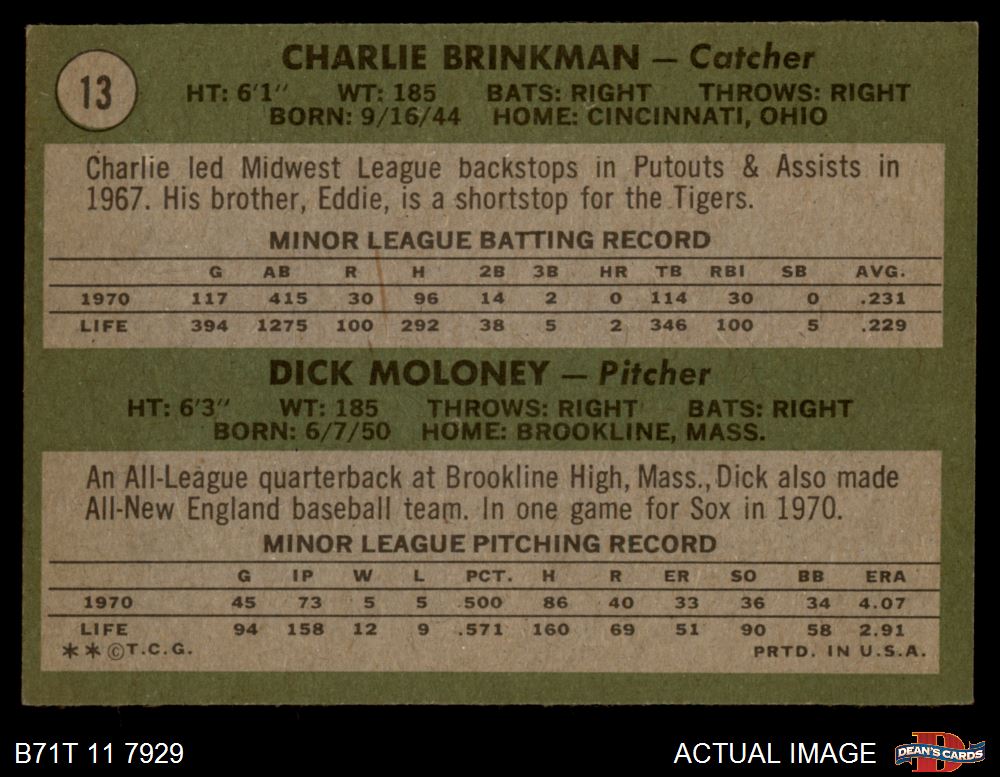 13
CHARLIE BRINKMAN — Catcher
HT: 6'1" WT: 185 BATS: RIGHT THROWS: RIGHT
BORN: 9/16/44 HOME: CINCINNATI, OHIO
Charlie led Midwest League backstops in Putouts & Assists in
1967. His brother, Eddie, is a shortstop for the Tigers.
MINOR LEAGUE BATTING RECORD
G AB R H 2B 3B HR TB RBI SB AVG.
1970 117 415 30 96 14 2 0 114 30 0 .231
LIFE 394 1275 100 292 38 5 2 346 100 5 .229
DICK MOLONEY — Pitcher
HT: 6'3" WT: 185 THROWS: RIGHT BATS: RIGHT
BORN: 6/7/50 HOME: BROOKLINE, MASS.
An All-League quarterback at Brookline High, Mass., Dick also made
All-New England baseball team. In one game for Sox in 1970.
MINOR LEAGUE PITCHING RECORD
G IP W L PCT. H R ER SO BB ERA
1970 45 73 5 5 .500 86 40 33 36 34 4.07
LIFE 94 158 12 9 .571 160 69 51 90 58 2.91
**©T.C.G. PRTD. IN U.S.A.
B71T 11 7929 ACTUAL IMAGE D DEAN'S CARDS